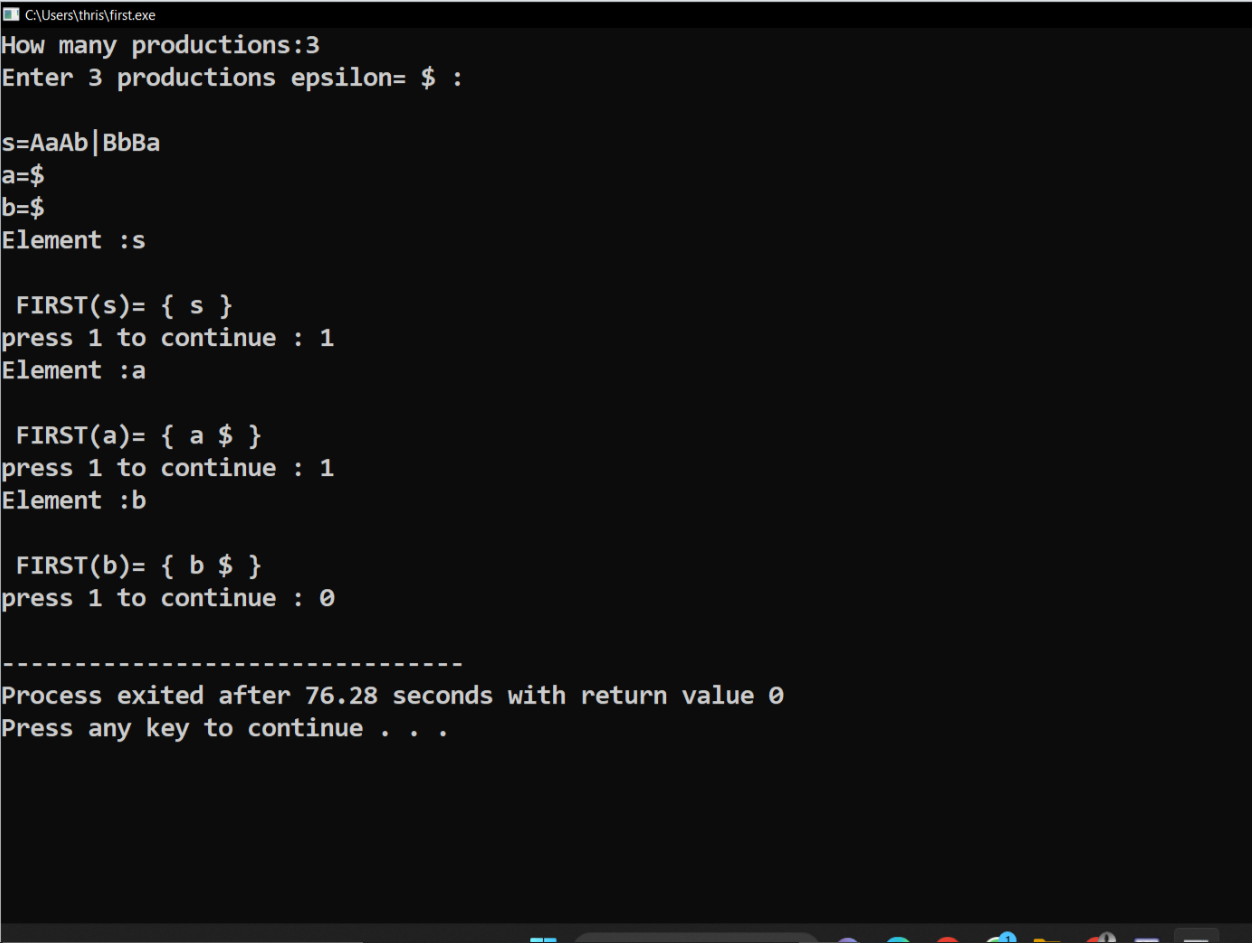 C:\Users\thris\first.exe
How many productions:3
Enter 3 productions epsilon= $ :
s=AaAb|BbBa
a=$
b=$
Element :s
FIRST(s)= { s }
press 1 to continue : 1
Element :a
FIRST(a)= { a $ }
press 1 to continue : 1
Element :b
FIRST(b)= { b $ }
press 1 to continue : 0
--------------------------------
Process exited after 76.28 seconds with return value 0
Press any key to continue . . .